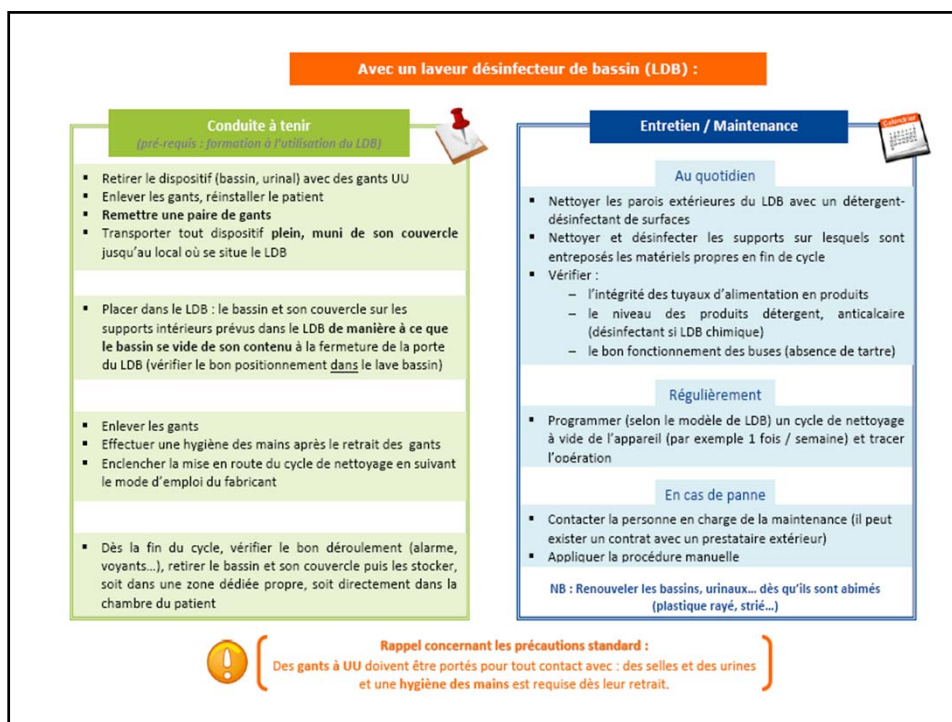 Avec un laveur désinfecteur de bassin (LDB) :
Conduite à tenir
(pré-requis : formation à l'utilisation du LDB)
▪ Retirer le dispositif (bassin, urinal) avec des gants UU
▪ Enlever les gants, réinstaller le patient
▪ Remettre une paire de gants
▪ Transporter tout dispositif plein, muni de son couvercle
jusqu'au local où se situe le LDB
▪ Placer dans le LDB : le bassin et son couvercle sur les
supports intérieurs prévus dans le LDB de manière à ce que
le bassin se vide de son contenu à la fermeture de la porte
du LDB (vérifier le bon positionnement dans le lave bassin)
▪ Enlever les gants
▪ Effectuer une hygiène des mains après le retrait des gants
▪ Enclencher la mise en route du cycle de nettoyage en suivant
le mode d'emploi du fabricant
▪ Dès la fin du cycle, vérifier le bon déroulement (alarme,
voyants…), retirer le bassin et son couvercle puis les stocker,
soit dans une zone dédiée propre, soit directement dans la
chambre du patient
Entretien / Maintenance
Calendrier
Au quotidien
▪ Nettoyer les parois extérieures du LDB avec un détergent-
désinfectant de surfaces
▪ Nettoyer et désinfecter les supports sur lesquels sont
entreposés les matériels propres en fin de cycle
▪ Vérifier :
– l'intégrité des tuyaux d'alimentation en produits
– le niveau des produits détergent, anticalcaire
(désinfectant si LDB chimique)
– le bon fonctionnement des buses (absence de tartre)
Régulièrement
▪ Programmer (selon le modèle de LDB) un cycle de nettoyage
à vide de l'appareil (par exemple 1 fois / semaine) et tracer
l'opération
En cas de panne
▪ Contacter la personne en charge de la maintenance (il peut
exister un contrat avec un prestataire extérieur)
▪ Appliquer la procédure manuelle
NB : Renouveler les bassins, urinaux… dès qu'ils sont abimés
(plastique rayé, strié…)
Rappel concernant les précautions standard :
Des gants à UU doivent être portés pour tout contact avec : des selles et des urines
et une hygiène des mains est requise dès leur retrait.